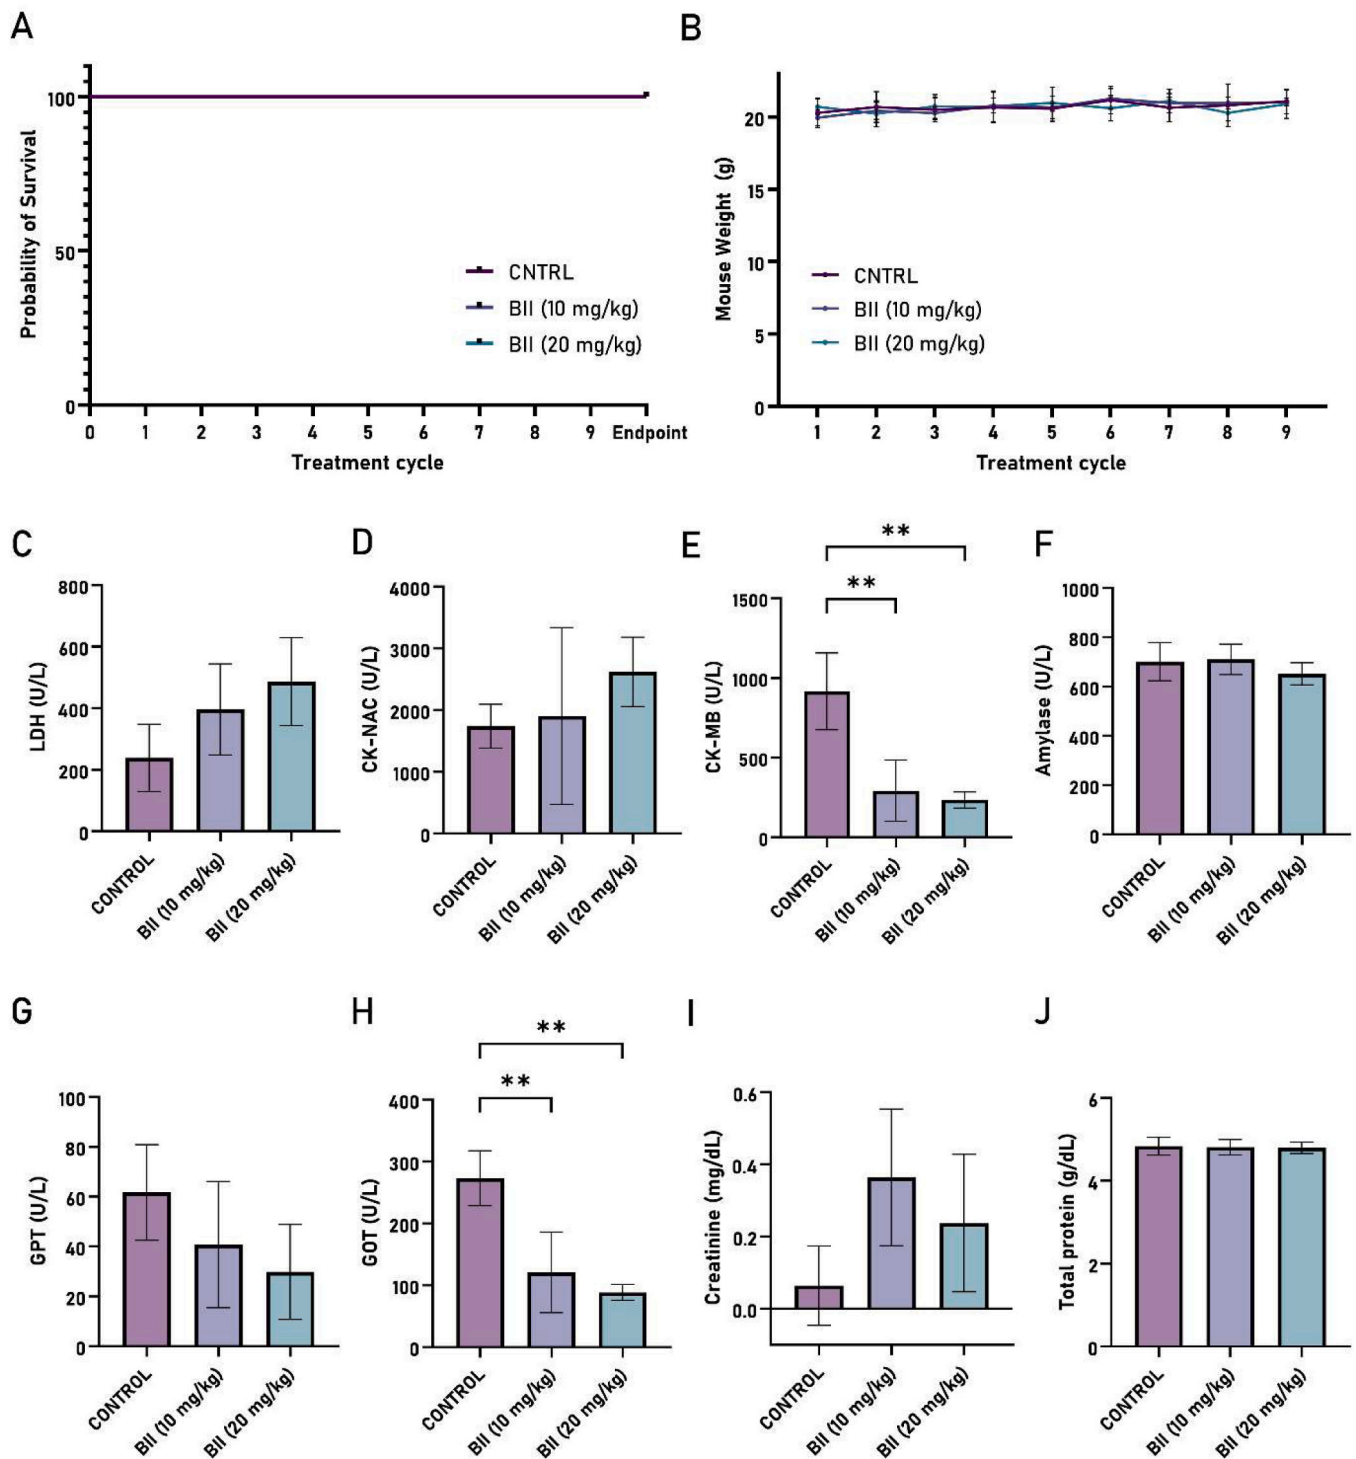 A
Probability of Survival
100
50
0
0 1 2 3 4 5 6 7 8 9 Endpoint
Treatment cycle
CNTRL
BII (10 mg/kg)
BII (20 mg/kg)
B
Mouse Weight (g)
20
15
10
5
0
1 2 3 4 5 6 7 8 9
Treatment cycle
CNTRL
BII (10 mg/kg)
BII (20 mg/kg)
C
LDH (U/L)
800
600
400
200
0
CONTROL
BII (10 mg/kg)
BII (20 mg/kg)
D
CK-NAC (U/L)
4000
3000
2000
1000
0
CONTROL
BII (10 mg/kg)
BII (20 mg/kg)
E
**
**
CK-MB (U/L)
1500
1000
500
0
CONTROL
BII (10 mg/kg)
BII (20 mg/kg)
F
Amylase (U/L)
1000
800
600
400
200
0
CONTROL
BII (10 mg/kg)
BII (20 mg/kg)
G
GPT (U/L)
100
80
60
40
20
0
CONTROL
BII (10 mg/kg)
BII (20 mg/kg)
H
**
**
GOT (U/L)
400
300
200
100
0
CONTROL
BII (10 mg/kg)
BII (20 mg/kg)
I
Creatinine (mg/dL)
0.6
0.4
0.2
0.0
CONTROL
BII (10 mg/kg)
BII (20 mg/kg)
J
Total protein (g/dL)
6
4
2
0
CONTROL
BII (10 mg/kg)
BII (20 mg/kg)